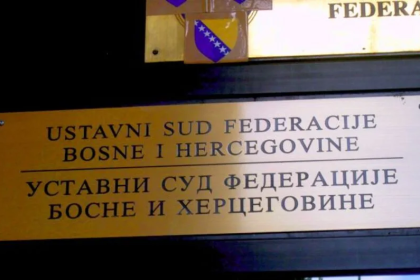 FEDERA
USTAVNI SUD FEDERACIJE
BOSNE I HERCEGOVINE
УСТАВНИ СУД ФЕДЕРАЦИЈЕ
БОСНЕ И ХЕРЦЕГОВИНЕ